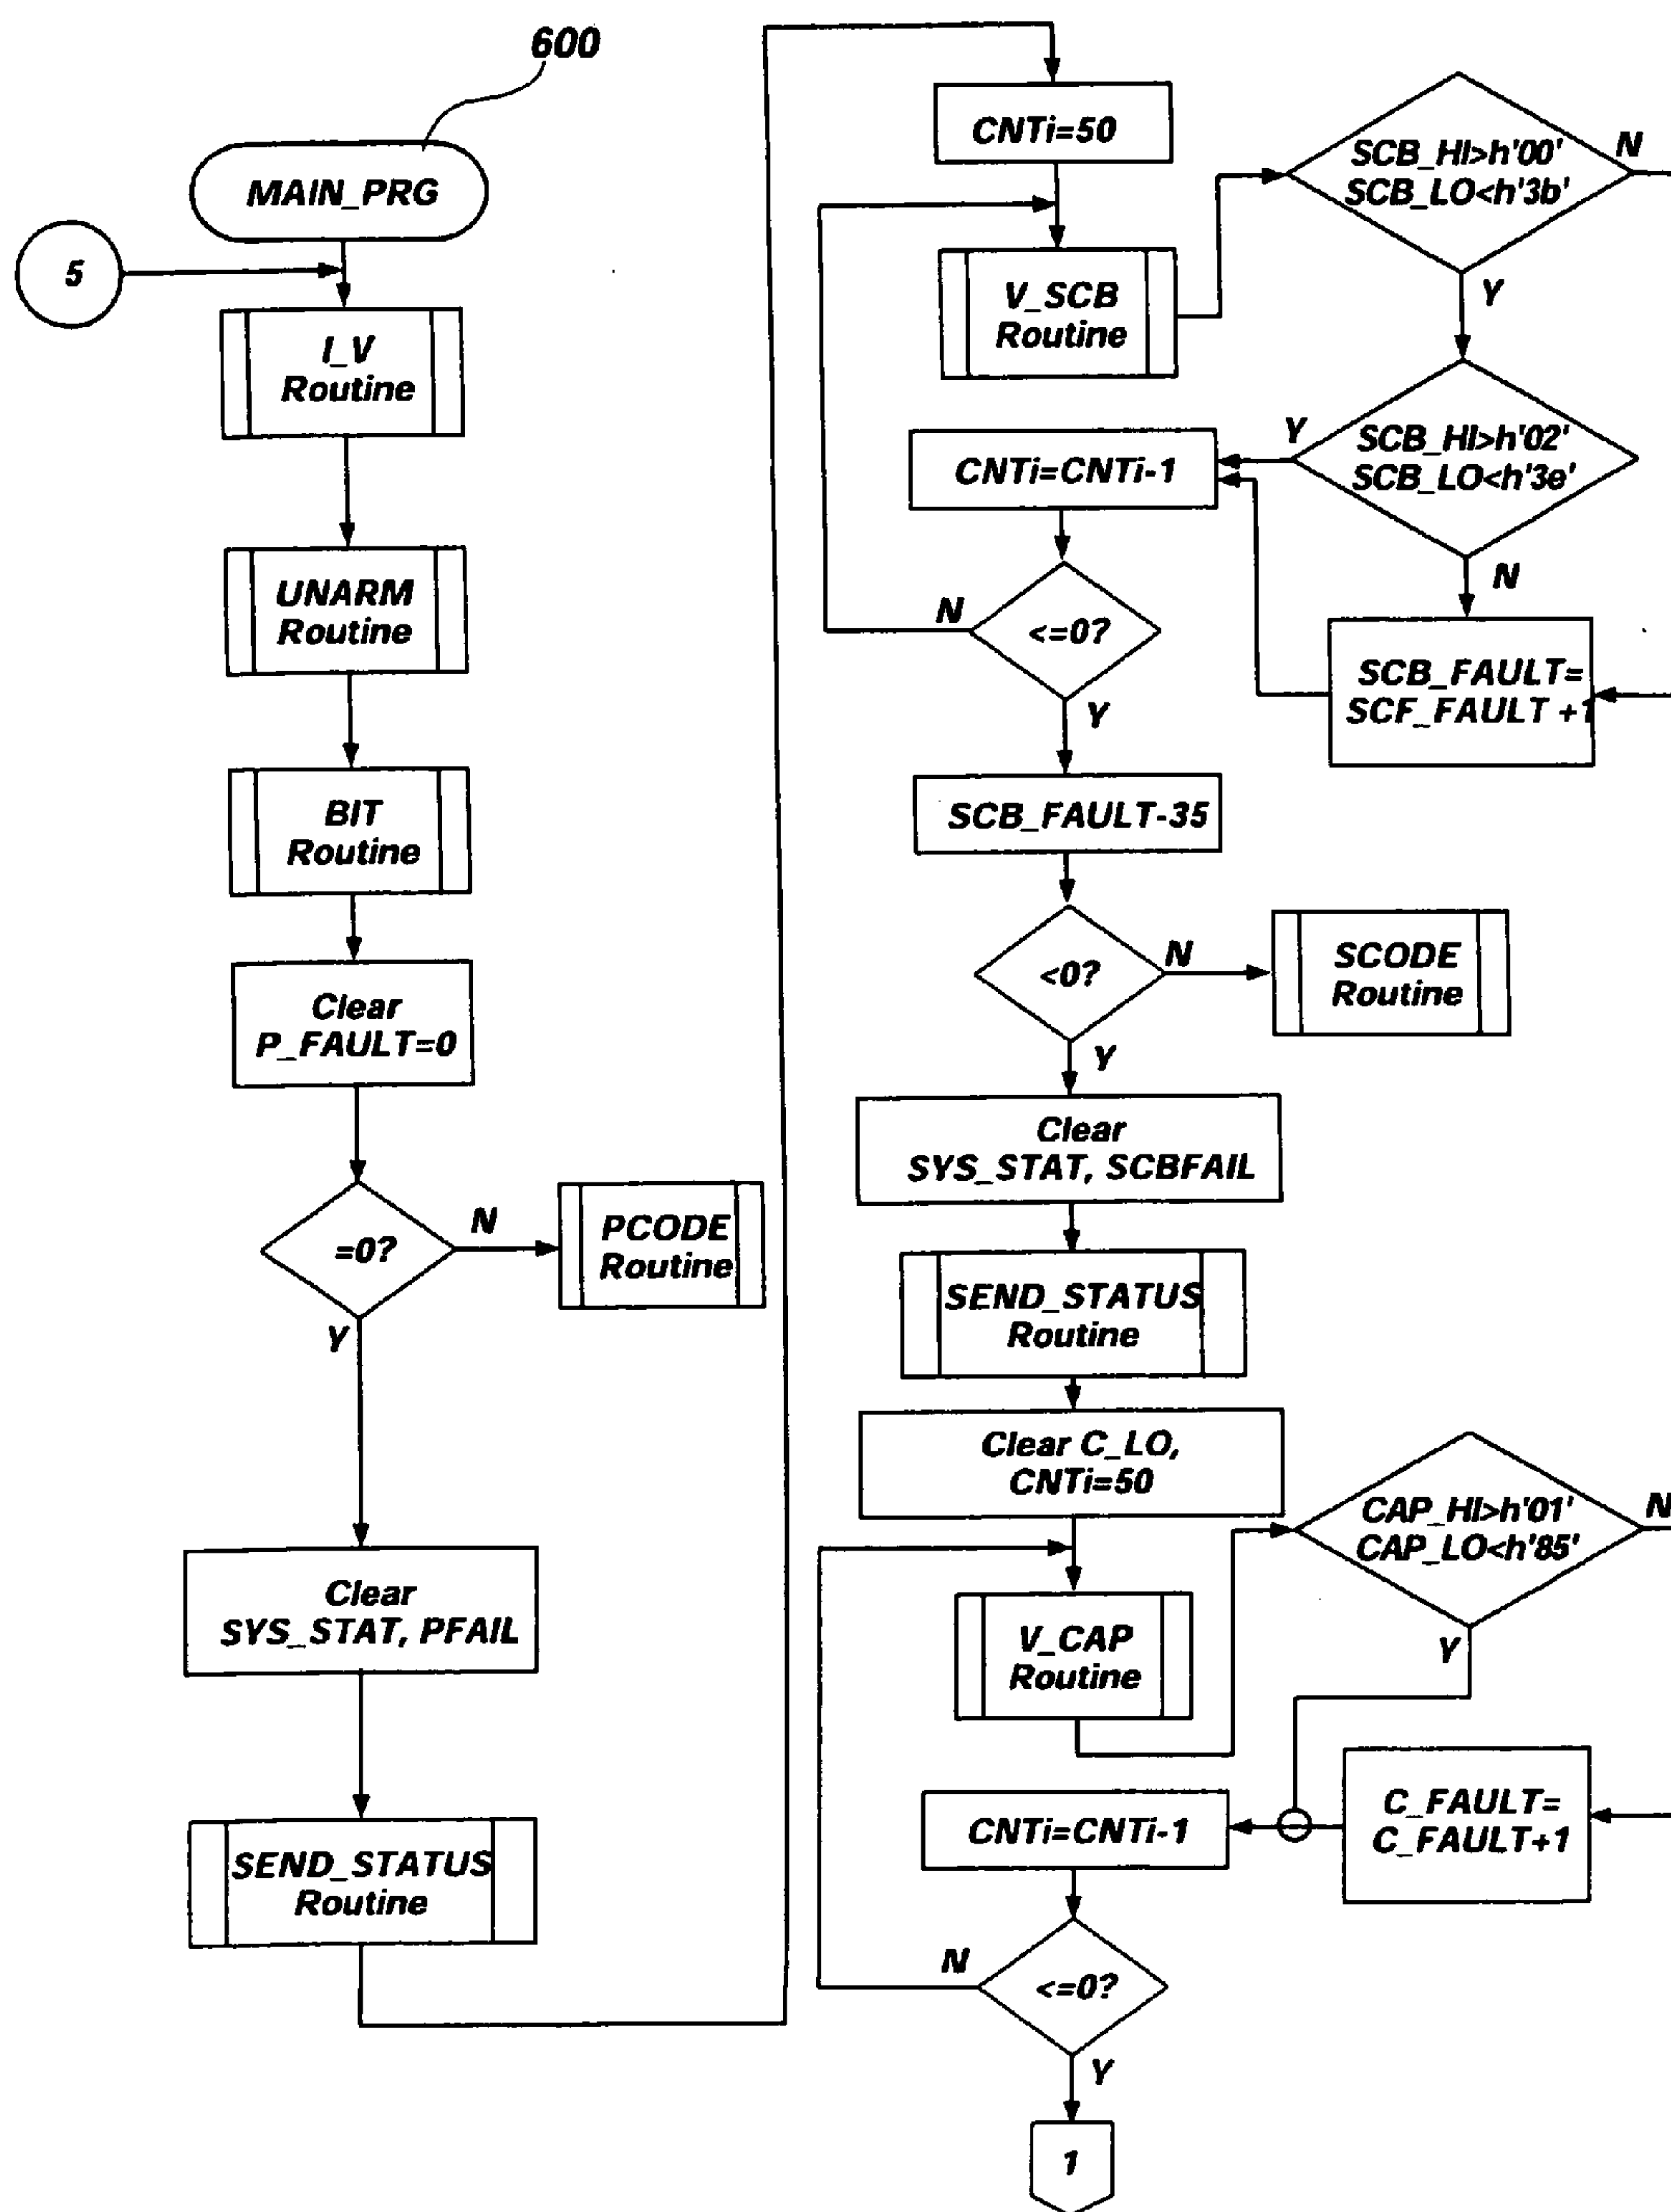 600
MAIN_PRG
5
I_V
Routine
UNARM
Routine
BIT
Routine
Clear
P_FAULT=0
=0?
N
PCODE
Routine
Y
Clear
SYS_STAT, PFAIL
SEND_STATUS
Routine
CNTi=50
V_SCB
Routine
SCB_HI>h'00'
SCB_LO<h'3b'
N
Y
SCB_HI>h'02'
SCB_LO<h'3e'
Y
N
CNTi=CNTi-1
SCB_FAULT=
SCF_FAULT +1
<=0?
N
Y
SCB_FAULT-35
<0?
N
SCODE
Routine
Y
Clear
SYS_STAT, SCBFAIL
SEND_STATUS
Routine
Clear C_LO,
CNTi=50
V_CAP
Routine
CAP_HI>h'01'
CAP_LO<h'85'
N
Y
C_FAULT=
C_FAULT+1
CNTi=CNTi-1
<=0?
N
Y
1